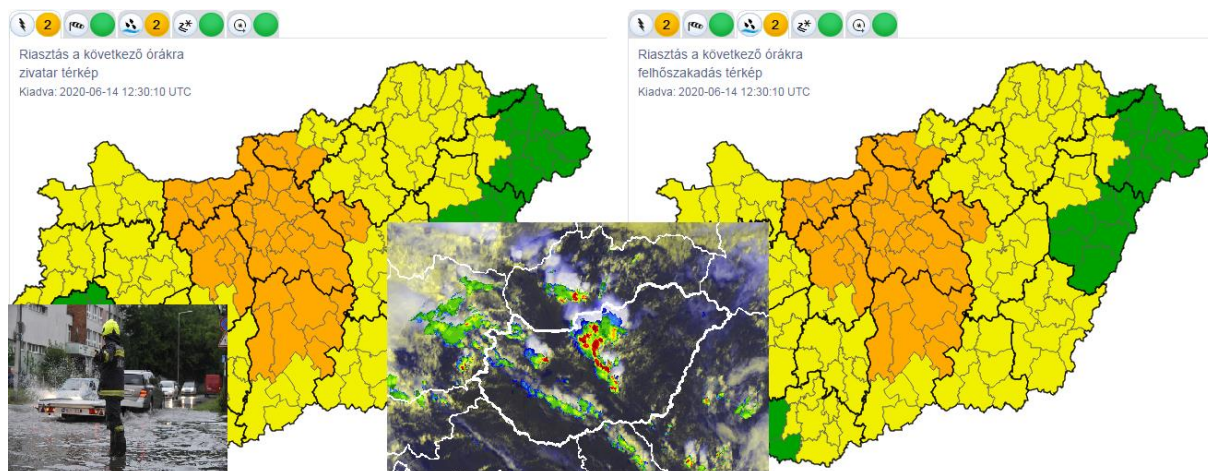 2
2
Riasztás a következő órákra
zivatar térkép
Kiadva: 2020-06-14 12:30:10 UTC
2
2
Riasztás a következő órákra
felhőszakadás térkép
Kiadva: 2020-06-14 12:30:10 UTC